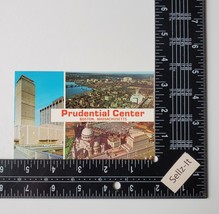 Prudential Center
BOSTON, MASSACHUSETTS
Sellz-It